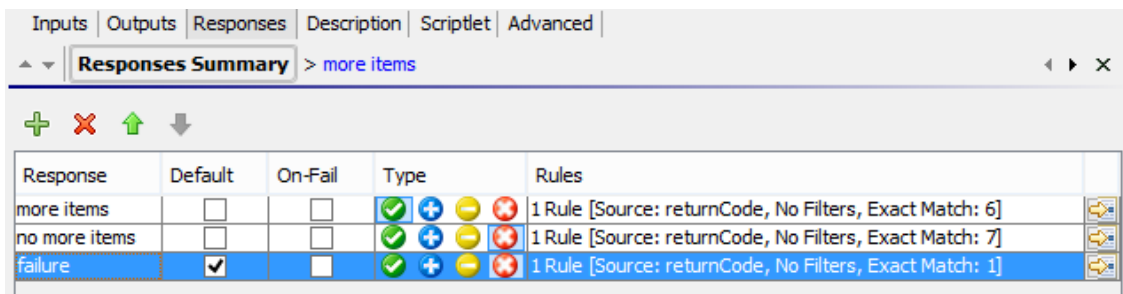 Inputs Outputs Responses Description Scriptlet Advanced
Responses Summary > more items
Response Default On-Fail Type Rules
more items 1 Rule [Source: returnCode, No Filters, Exact Match: 6]
no more items 1 Rule [Source: returnCode, No Filters, Exact Match: 7]
failure 1 Rule [Source: returnCode, No Filters, Exact Match: 1]